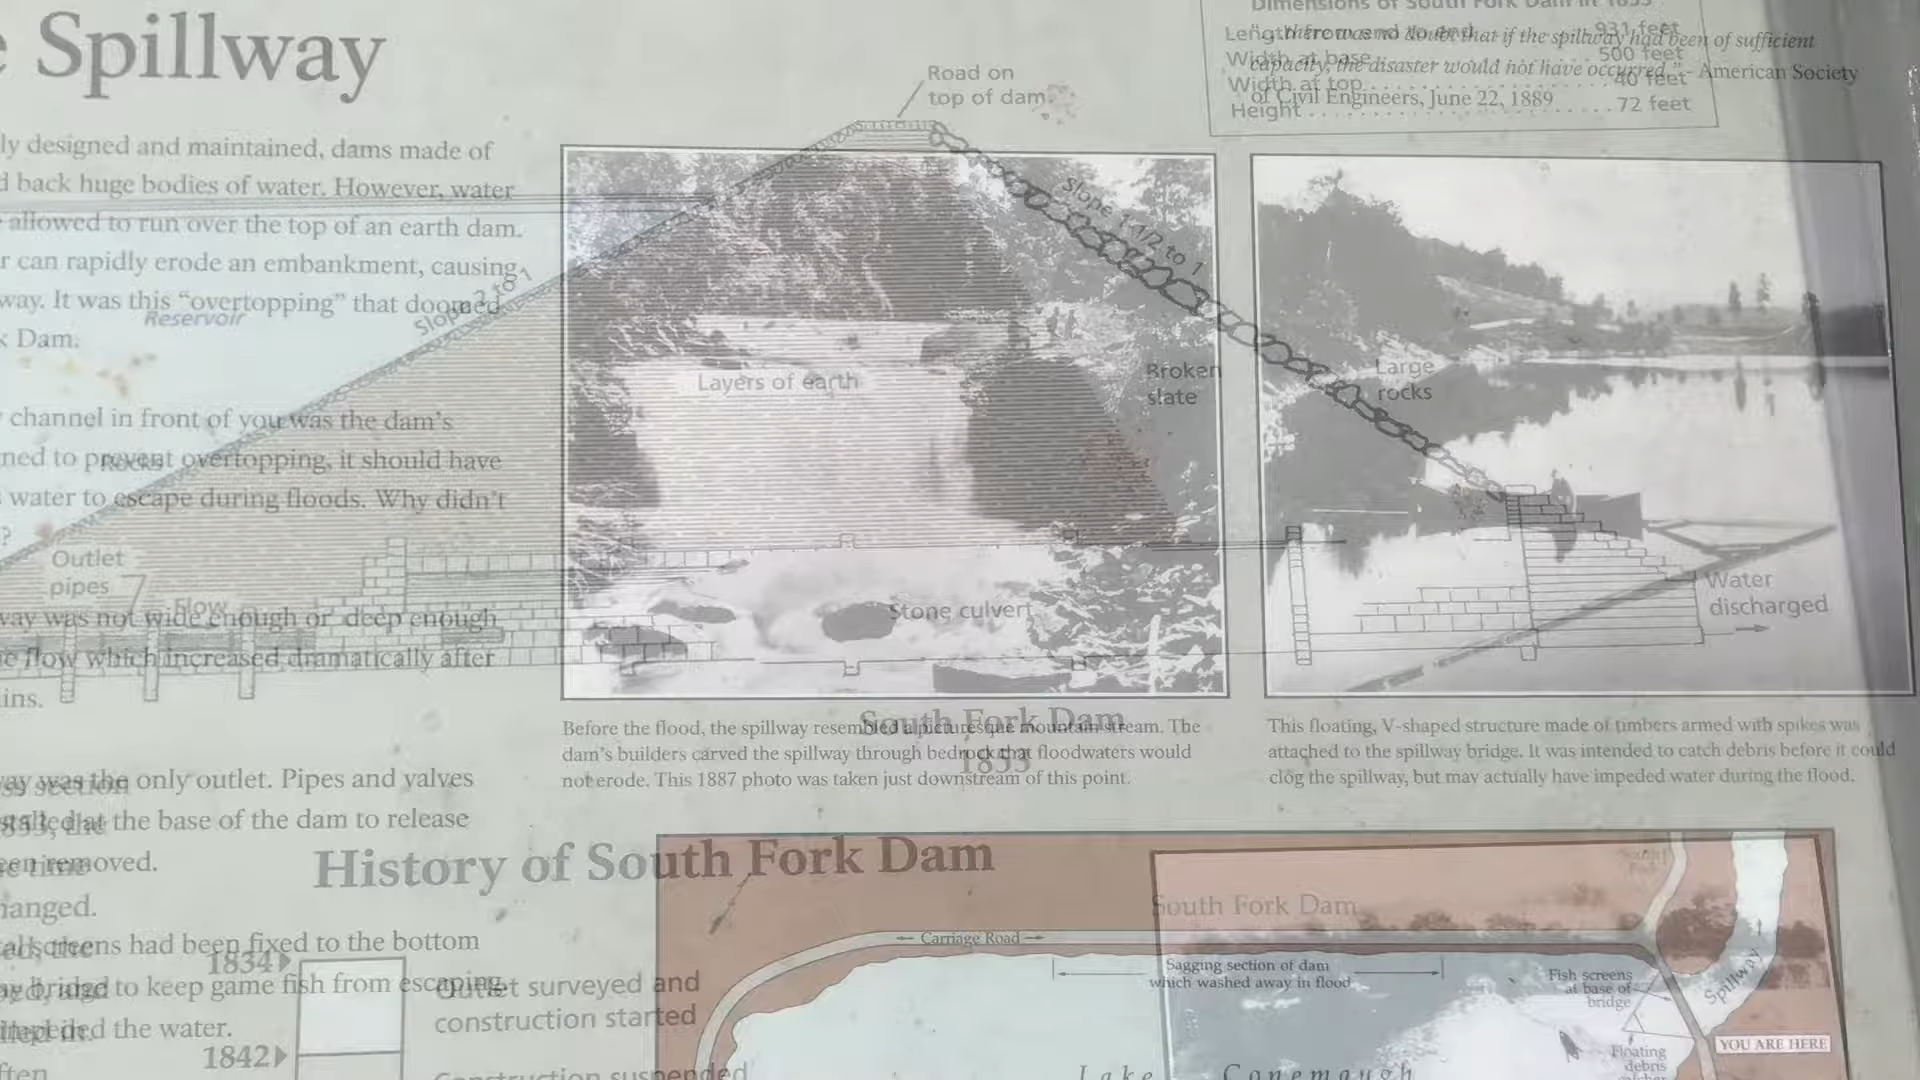 Spillway
Dimensions of South Fork Dam in 1853
Length from end to end 931 feet
Width at base 500 feet
Width at top 40 feet
Height 72 feet
there was no doubt that if the spillway had been of sufficient
capacity, the disaster would not have occurred." - American Society
of Civil Engineers, June 22, 1889
Road on
top of dam
ly designed and maintained, dams made of
back huge bodies of water. However, water
allowed to run over the top of an earth dam.
r can rapidly erode an embankment, causing
way. It was this "overtopping" that doomed
Dam.
Reservoir
Slope 2 to 1
Slope 1 1/2 to 1
channel in front of you was the dam's
ned to prevent overtopping, it should have
water to escape during floods. Why didn't
?
Layers of earth
Broken
slate
Large
rocks
Outlet
pipes
Flow
Stone culvert
Water
discharged
way was not wide enough or deep enough
e flow which increased dramatically after
ins.
South Fork Dam
1853
Before the flood, the spillway resembled a picturesque mountain stream. The
dam's builders carved the spillway through bedrock that floodwaters would
not erode. This 1887 photo was taken just downstream of this point.
This floating, V-shaped structure made of timbers armed with spikes was
attached to the spillway bridge. It was intended to catch debris before it could
clog the spillway, but may actually have impeded water during the flood.
ay was the only outlet. Pipes and valves
stalled at the base of the dam to release
een removed.
hanged.
screens had been fixed to the bottom
bridge to keep game fish from escaping.
impeded the water.
History of South Fork Dam
1834
Outlet surveyed and
construction started
1842
Construction suspended
South Fork Dam
Carriage Road
Sagging section of dam
which washed away in flood
Fish screens
at base of
bridge
Spillway
South
Fork
YOU ARE HERE
Floating
debris
Lake Conemaugh